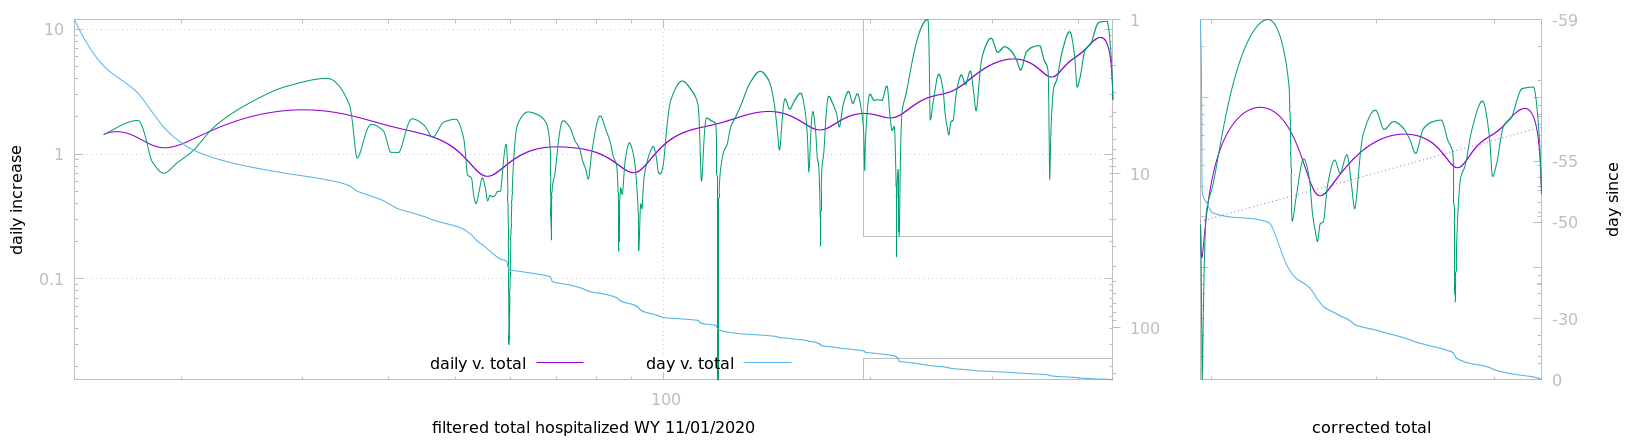 10
1
0.1
daily increase
1
10
100
daily v. total
day v. total
100
filtered total hospitalized WY 11/01/2020
-59
-55
-50
-30
0
day since
corrected total